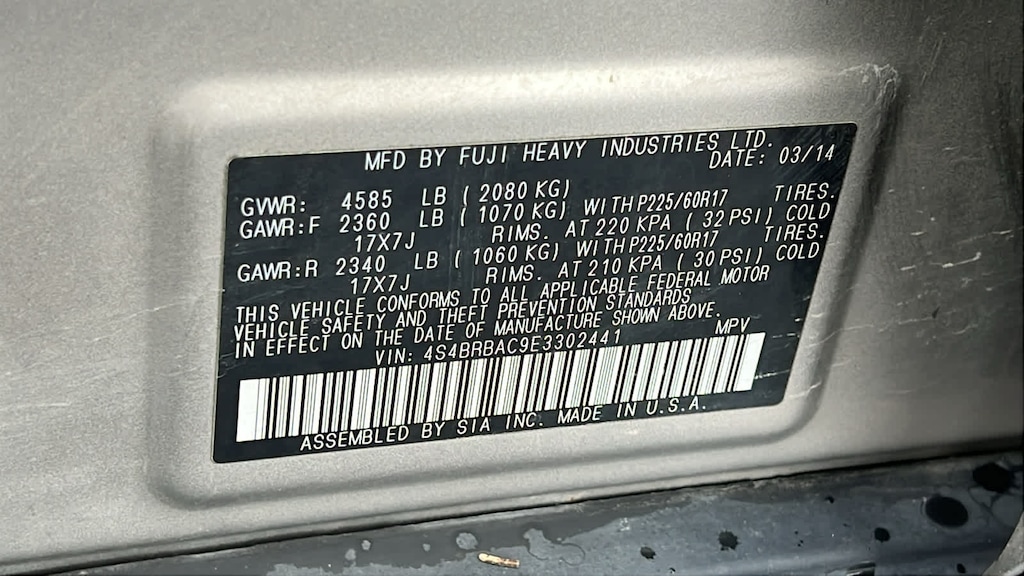 MFD BY FUJI HEAVY INDUSTRIES LTD.
DATE: 03/14
GVWR: 4585 LB ( 2080 KG)
GAWR:F 2360 LB ( 1070 KG) WITH P225/60R17 TIRES.
17X7J RIMS. AT 220 KPA ( 32 PSI) COLD
GAWR:R 2340 LB ( 1060 KG) WITH P225/60R17 TIRES.
17X7J RIMS. AT 210 KPA ( 30 PSI) COLD
THIS VEHICLE CONFORMS TO ALL APPLICABLE FEDERAL MOTOR
VEHICLE SAFETY AND THEFT PREVENTION STANDARDS
IN EFFECT ON THE DATE OF MANUFACTURE SHOWN ABOVE.
VIN: 4S4BRBAC9E3302441 MPV
ASSEMBLED BY SIA INC. MADE IN U.S.A.